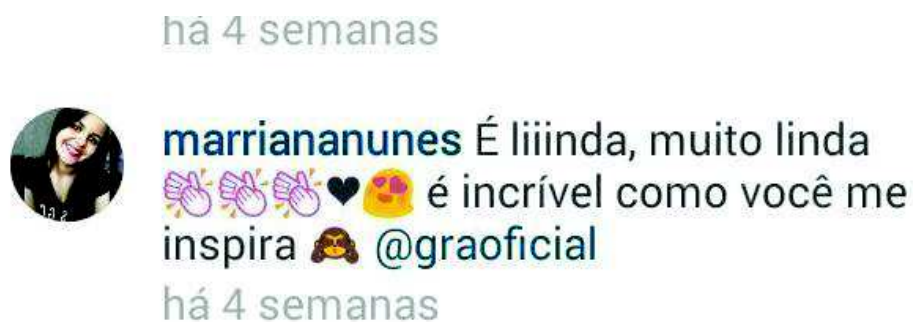 há 4 semanas
marriananunes É liiinda, muito linda
👏👏👏❤😍 é incrível como você me
inspira 🙈 @graoficial
há 4 semanas